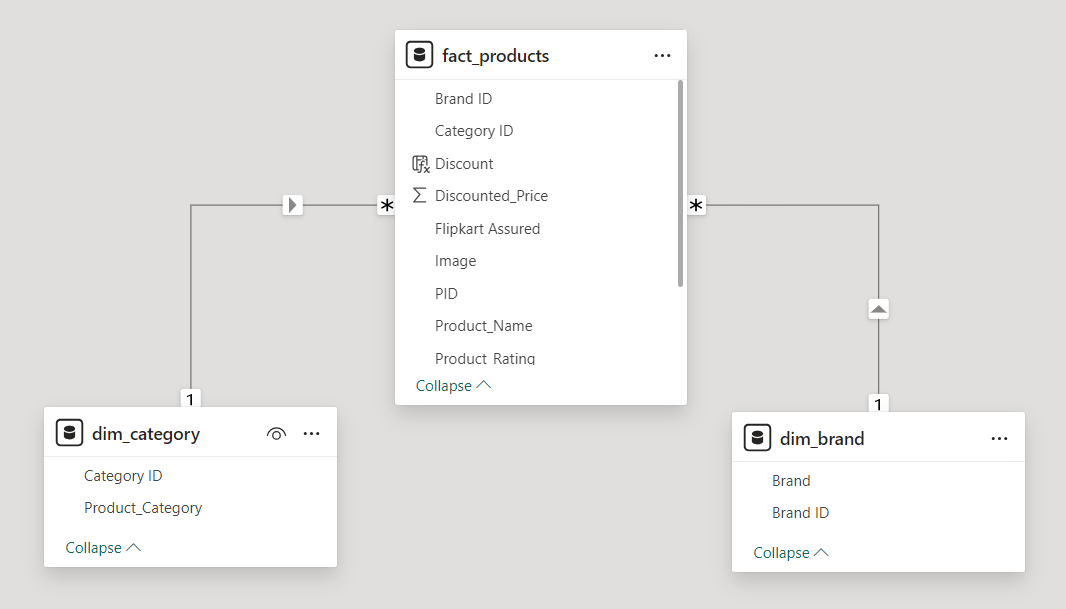 fact_products
Brand ID
Category ID
Discount
Discounted_Price
Flipkart Assured
Image
PID
Product_Name
Product_Rating
Collapse
*
*
1
1
dim_category
Category ID
Product_Category
Collapse
dim_brand
Brand
Brand ID
Collapse